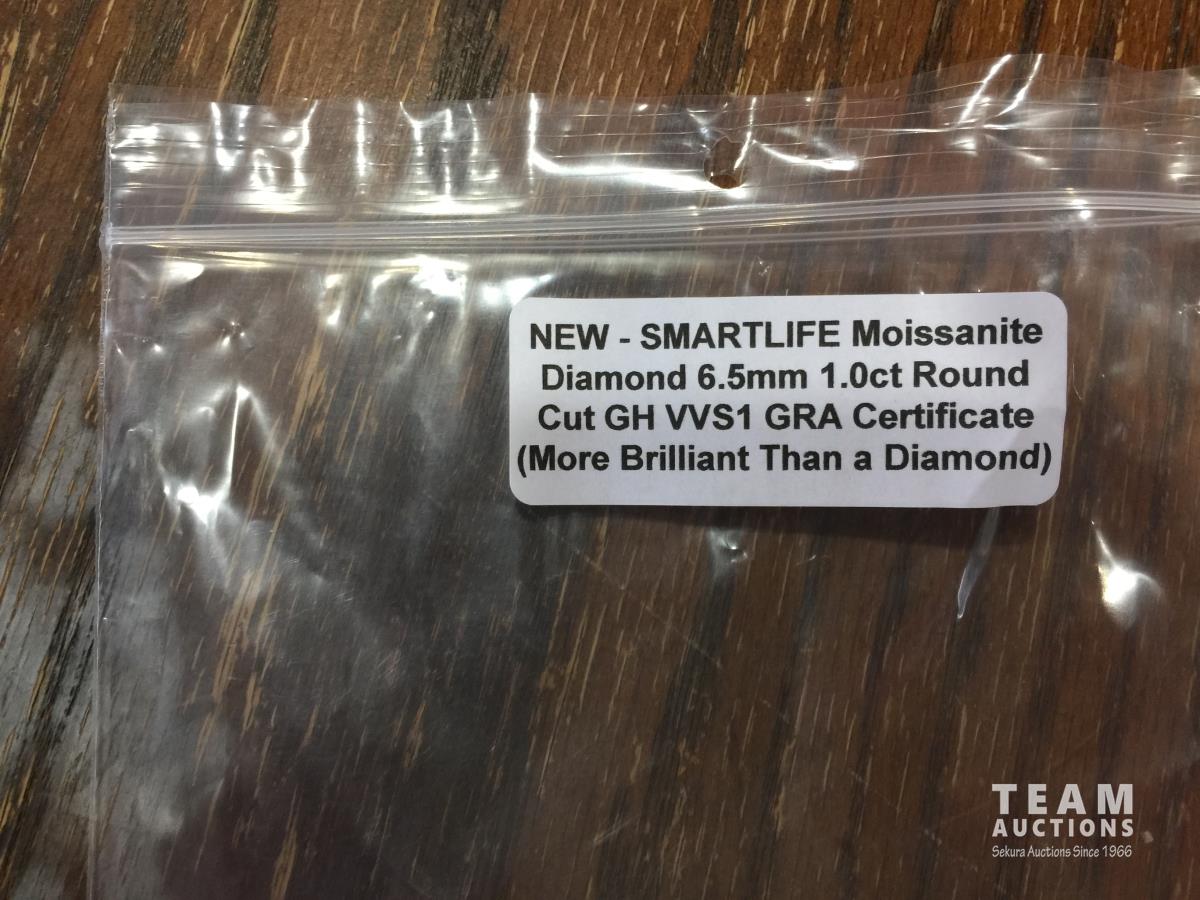 NEW - SMARTLIFE Moissanite
Diamond 6.5mm 1.0ct Round
Cut GH VVS1 GRA Certificate
(More Brilliant Than a Diamond)
TEAM
AUCTIONS
Sekura Auctions Since 1966